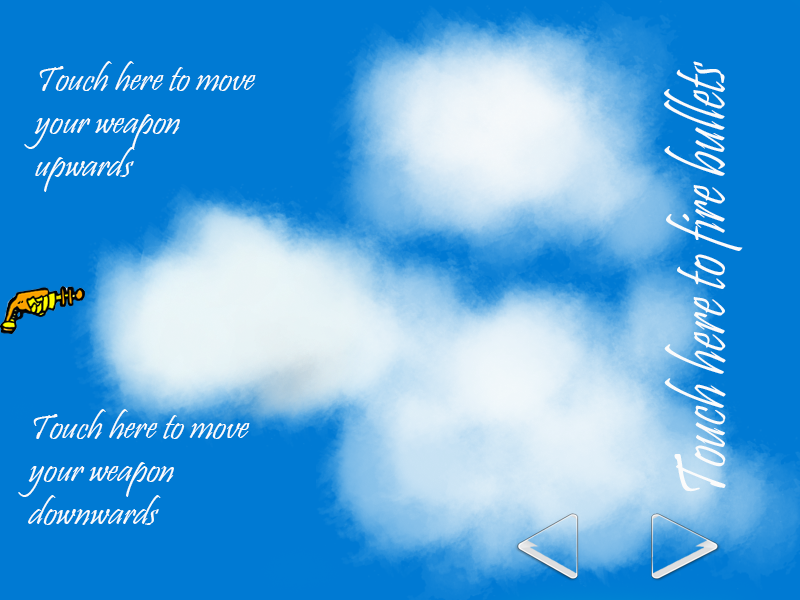 Touch here to move
your weapon
upwards
Touch here to fire bullets
Touch here to move
your weapon
downwards